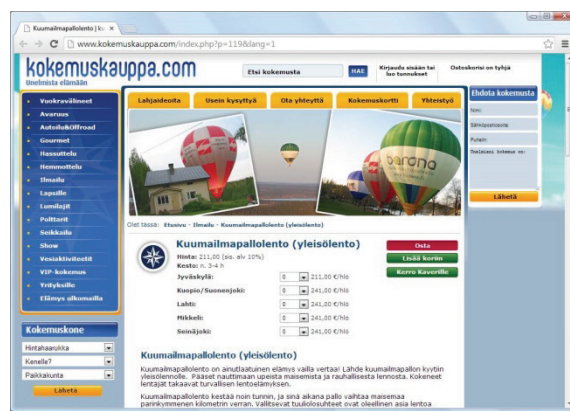 Kuumailmapallolento | ko
www.kokemuskauppa.com/index.php?p=119&lang=1
kokemuskauppa.com
Unelmista elämään
Etsi kokemusta
HAE
Kirjaudu sisään tai
luo tunnukset
Ostoskorisi on tyhjä
Vuokravälineet
Avaruus
Autoilu&Offroad
Gourmet
Hassuttelu
Hemmottelu
Ilmailu
Lapsille
Lumilajit
Polttarit
Seikkailu
Show
Vesiaktiviteetit
VIP-kokemus
Yrityksille
Elämys ulkomailla
Kokemuskone
Hintahaarukka
Kenelle?
Paikkakunta
Lähetä
Lahjaideoita
Usein kysyttyä
Ota yhteyttä
Kokemuskortti
Yhteistyö
barona
Olet tässä: Etusivu - Ilmailu - Kuumailmapallolento (yleisölento)
Kuumailmapallolento (yleisölento)
Hinta: 211,00 (sis. alv 10%)
Kesto: n. 3-4 h
Jyväskylä: 0 211,00 €/hlö
Kuopio/Suonenjoki: 0 241,00 €/hlö
Lahti: 0 241,00 €/hlö
Mikkeli: 0 241,00 €/hlö
Seinäjoki: 0 241,00 €/hlö
Osta
Lisää koriin
Kerro Kaverille
Kuumailmapallolento (yleisölento)
Kuumailmapallolento on ainutlaatuinen elämys vailla vertaa! Lähde kuumailmapallon kyytiin
yleisölennolle. Pääset nauttimaan upeista maisemista ja rauhallisesta lennosta. Kokeneet
lentäjät takaavat turvallisen lentoelämyksen.
Kuumailmapallolento kestää noin tunnin, ja sinä aikana pallo vaihtaa maisemaa
parinkymmenen kilometrin verran. Vallitsevat tuuliolosuhteet ovat oleellinen asia lentoa
Ehdota kokemusta
Nimi:
Sähköpostiosoite:
Puhelin:
Unelmieni kokemus on:
Lähetä